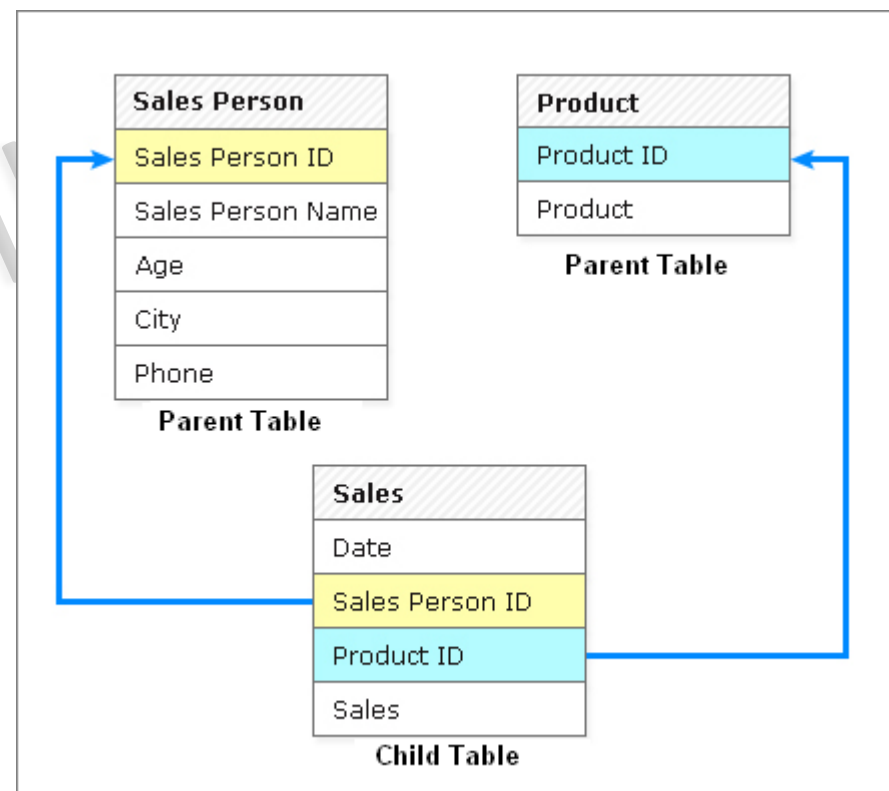 Sales Person
Sales Person ID
Sales Person Name
Age
City
Phone
Parent Table
Product
Product ID
Product
Parent Table
Sales
Date
Sales Person ID
Product ID
Sales
Child Table